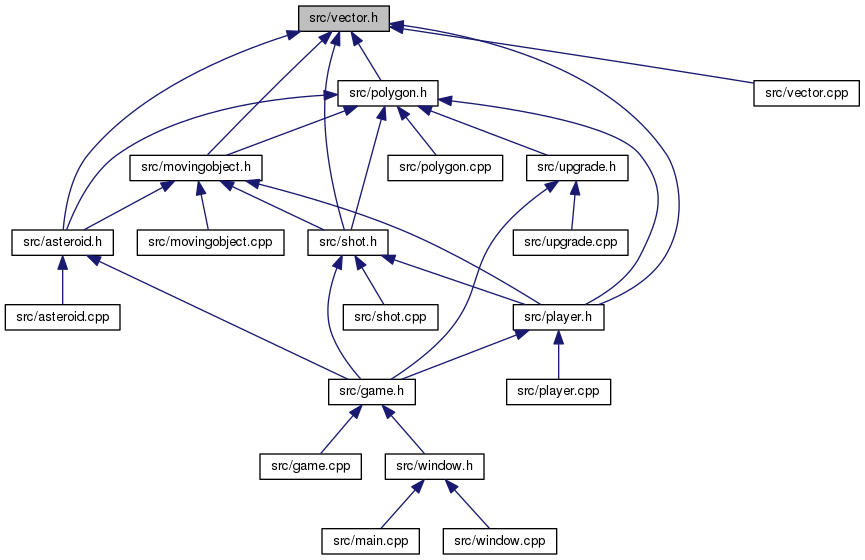 src/vector.h
src/polygon.h
src/vector.cpp
src/movingobject.h
src/polygon.cpp
src/upgrade.h
src/asteroid.h
src/movingobject.cpp
src/shot.h
src/upgrade.cpp
src/asteroid.cpp
src/shot.cpp
src/player.h
src/game.h
src/player.cpp
src/game.cpp
src/window.h
src/main.cpp
src/window.cpp